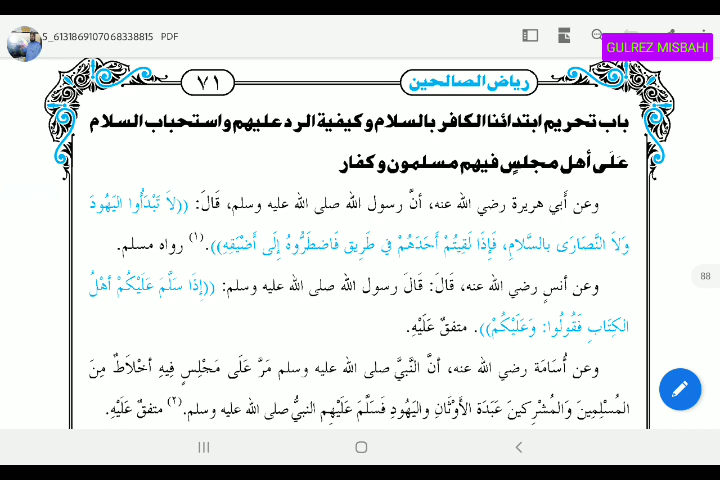 5_6131869107068338815 PDF
GULREZ MISBAHI
رياض الصالحين
٧١
باب تحريم ابتدائنا الكافر بالسلام وكيفية الرد عليهم واستحباب السلام
عَلَى أهل مجلسٍ فيهم مسلمون وكفار
وعن أَبي هريرة رضي الله عنه، أنَّ رسول الله صلى الله عليه وسلم، قَالَ: ((لاَ تَبْدَأُوا اليَهُودَ
وَلاَ النَّصَارَى بالسَّلامِ، فَإِذَا لَقِيتُمْ أَحَدَهُمْ في طَرِيق فَاضطَرُّوهُ إِلَى أَضْيَقِهِ)).(١) رواه مسلم.
وعن أنسٍ رضي الله عنه، قَالَ: قَالَ رسول الله صلى الله عليه وسلم: ((إِذَا سَلَّمَ عَلَيْكُمْ أهْلُ
الكِتَابِ فَقُولُوا: وَعَلَيْكُمْ)). متفقٌ عَلَيْهِ.
88
وعن أُسَامَة رضي الله عنه، أنَّ النَّبيَّ صلى الله عليه وسلم مَرَّ عَلَى مَجْلِسٍ فِيهِ أخْلاَطٌ مِنَ
المُسْلِمِينَ وَالمُشْرِكينَ عَبَدَة الأَوْثَانِ واليَهُودِ فَسَلَّمَ عَلَيْهِم النبيُّ صلى الله عليه وسلم.(٢) متفقٌ عَلَيْهِ.